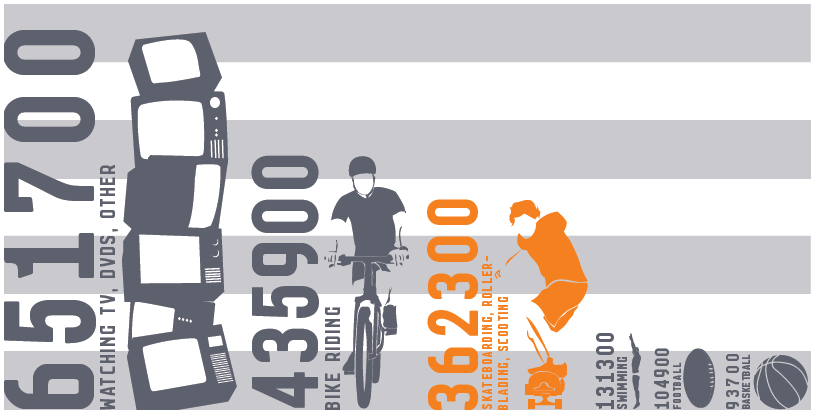 651700
WATCHING TV, DVDS, OTHER
435900
BIKE RIDING
362300
SKATEBOARDING, ROLLER-
BLADING, SCOOTING
131300
SWIMMING
104900
FOOTBALL
93700
BASKETBALL